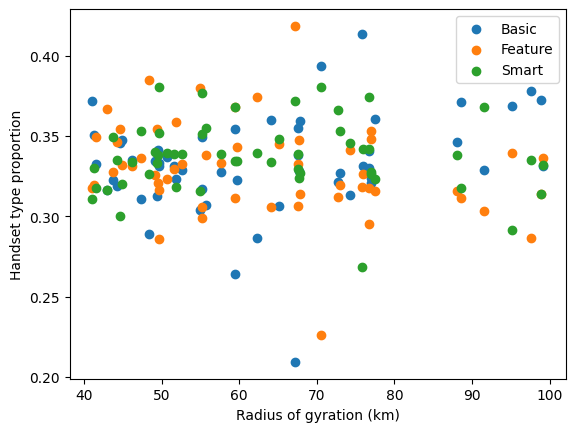 Basic
Feature
Smart
0.40
0.35
0.30
0.25
0.20
Handset type proportion
40 50 60 70 80 90 100
Radius of gyration (km)